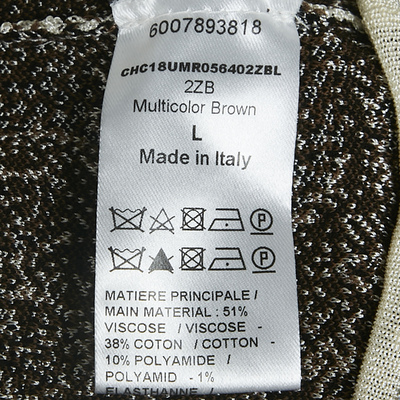 6007893818
CHC18UMR056402ZBL
2ZB
Multicolor Brown
L
Made in Italy
P
P
MATIERE PRINCIPALE /
MAIN MATERIAL : 51%
VISCOSE / VISCOSE -
38% COTON / COTTON -
10% POLYAMIDE /
POLYAMID - 1%
ELASTHANNE /